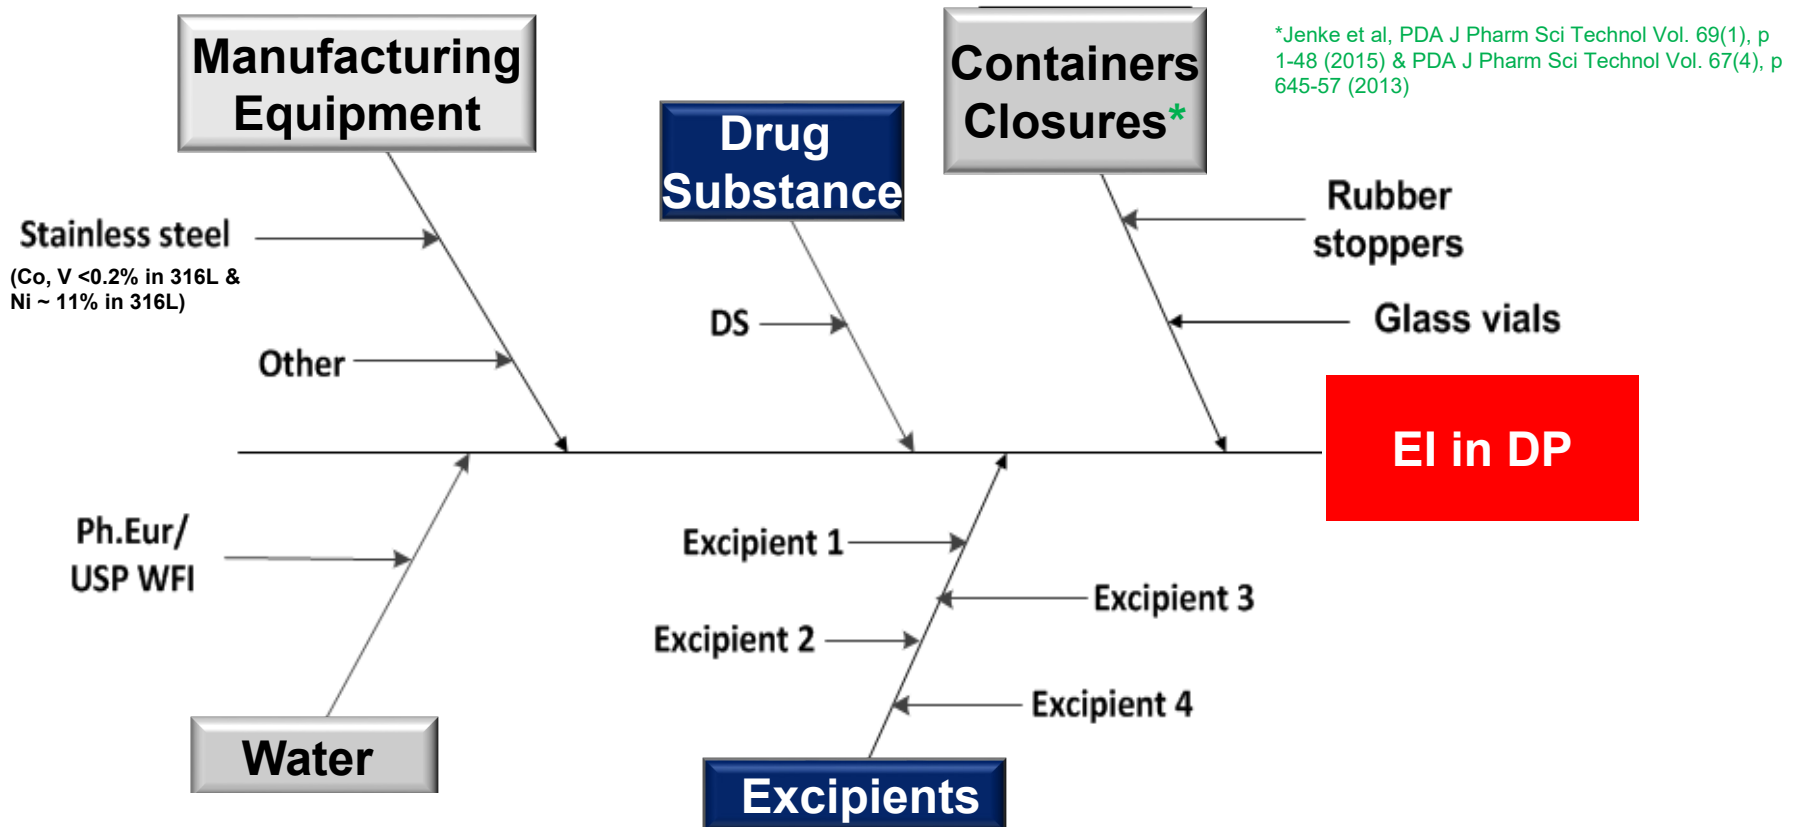 Manufacturing
Equipment
Containers
Closures*
*Jenke et al, PDA J Pharm Sci Technol Vol. 69(1), p
1-48 (2015) & PDA J Pharm Sci Technol Vol. 67(4), p
645-57 (2013)
Drug
Substance
Stainless steel
(Co, V <0.2% in 316L &
Ni ~ 11% in 316L)
Other
DS
Rubber
stoppers
Glass vials
EI in DP
Ph.Eur/
USP WFI
Excipient 1
Excipient 3
Excipient 2
Excipient 4
Water
Excipients